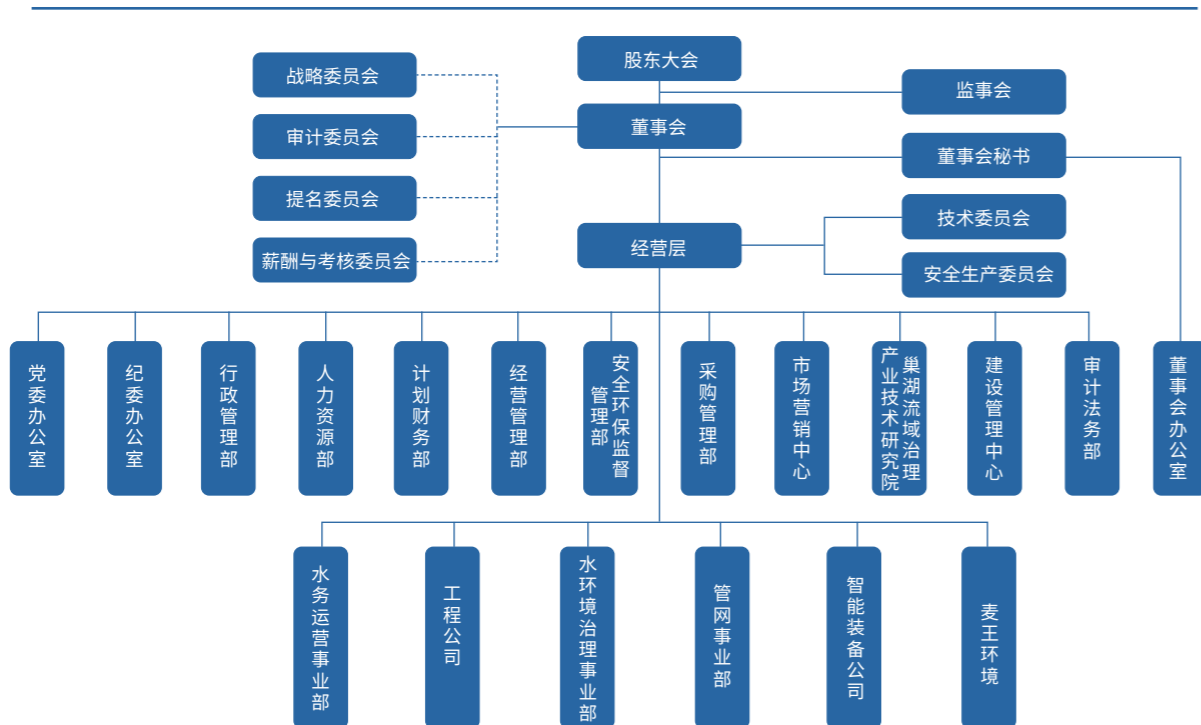 股东大会
战略委员会
监事会
董事会
审计委员会
董事会秘书
提名委员会
技术委员会
经营层
薪酬与考核委员会
安全生产委员会
党委办公室
纪委办公室
行政管理部
人力资源部
计划财务部
经营管理部
安全环保监督
管理部
采购管理部
市场营销中心
巢湖流域治理
产业技术研究院
建设管理中心
审计法务部
董事会办公室
水务运营事业部
工程公司
水环境治理事业部
管网事业部
智能装备公司
麦王环境